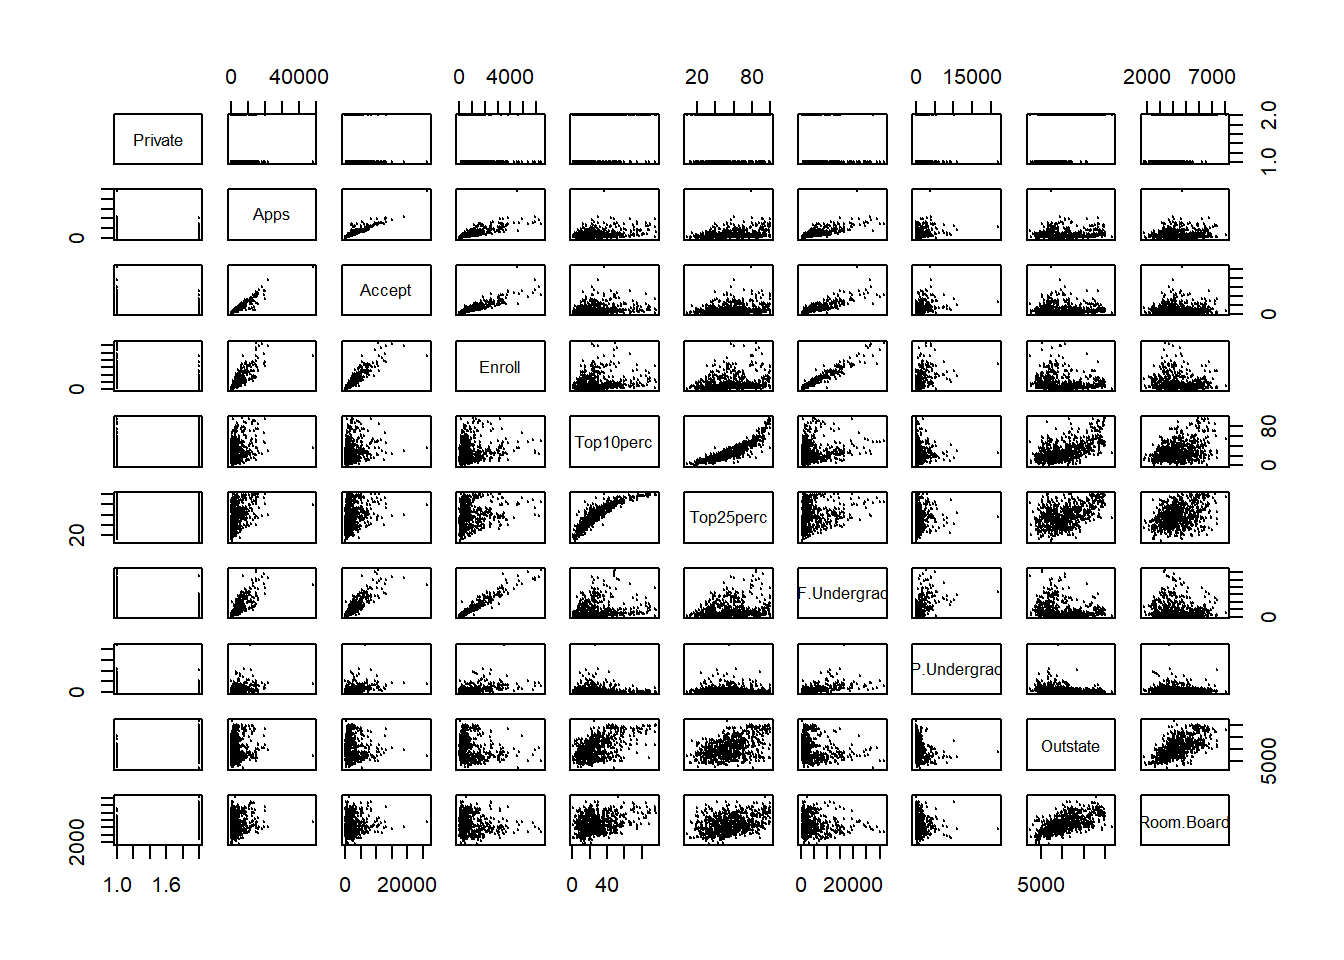 0 40000 0 4000 20 80 0 15000 2000 7000
Private 1.0 2.0
0 Apps
Accept 0
0 Enroll
Top10perc 0 80
20 Top25perc
F.Undergrad 0
0 P.Undergrad
Outstate 5000
2000 Room.Board
1.0 1.6 0 20000 0 40 0 20000 5000